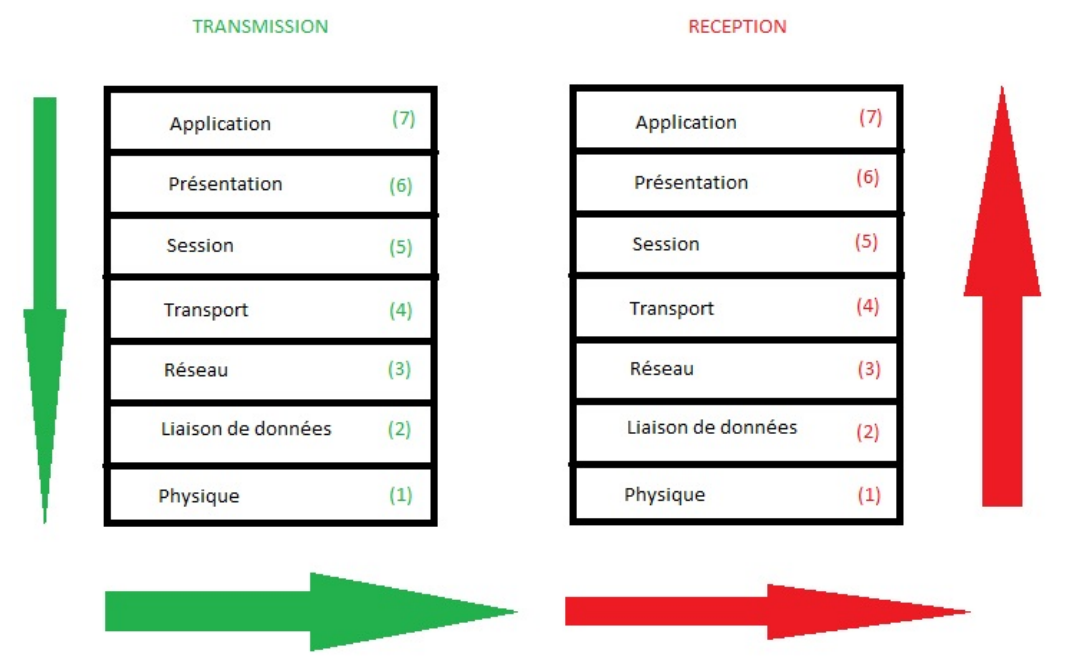 TRANSMISSION
Application (7)
Présentation (6)
Session (5)
Transport (4)
Réseau (3)
Liaison de données (2)
Physique (1)
RECEPTION
Application (7)
Présentation (6)
Session (5)
Transport (4)
Réseau (3)
Liaison de données (2)
Physique (1)